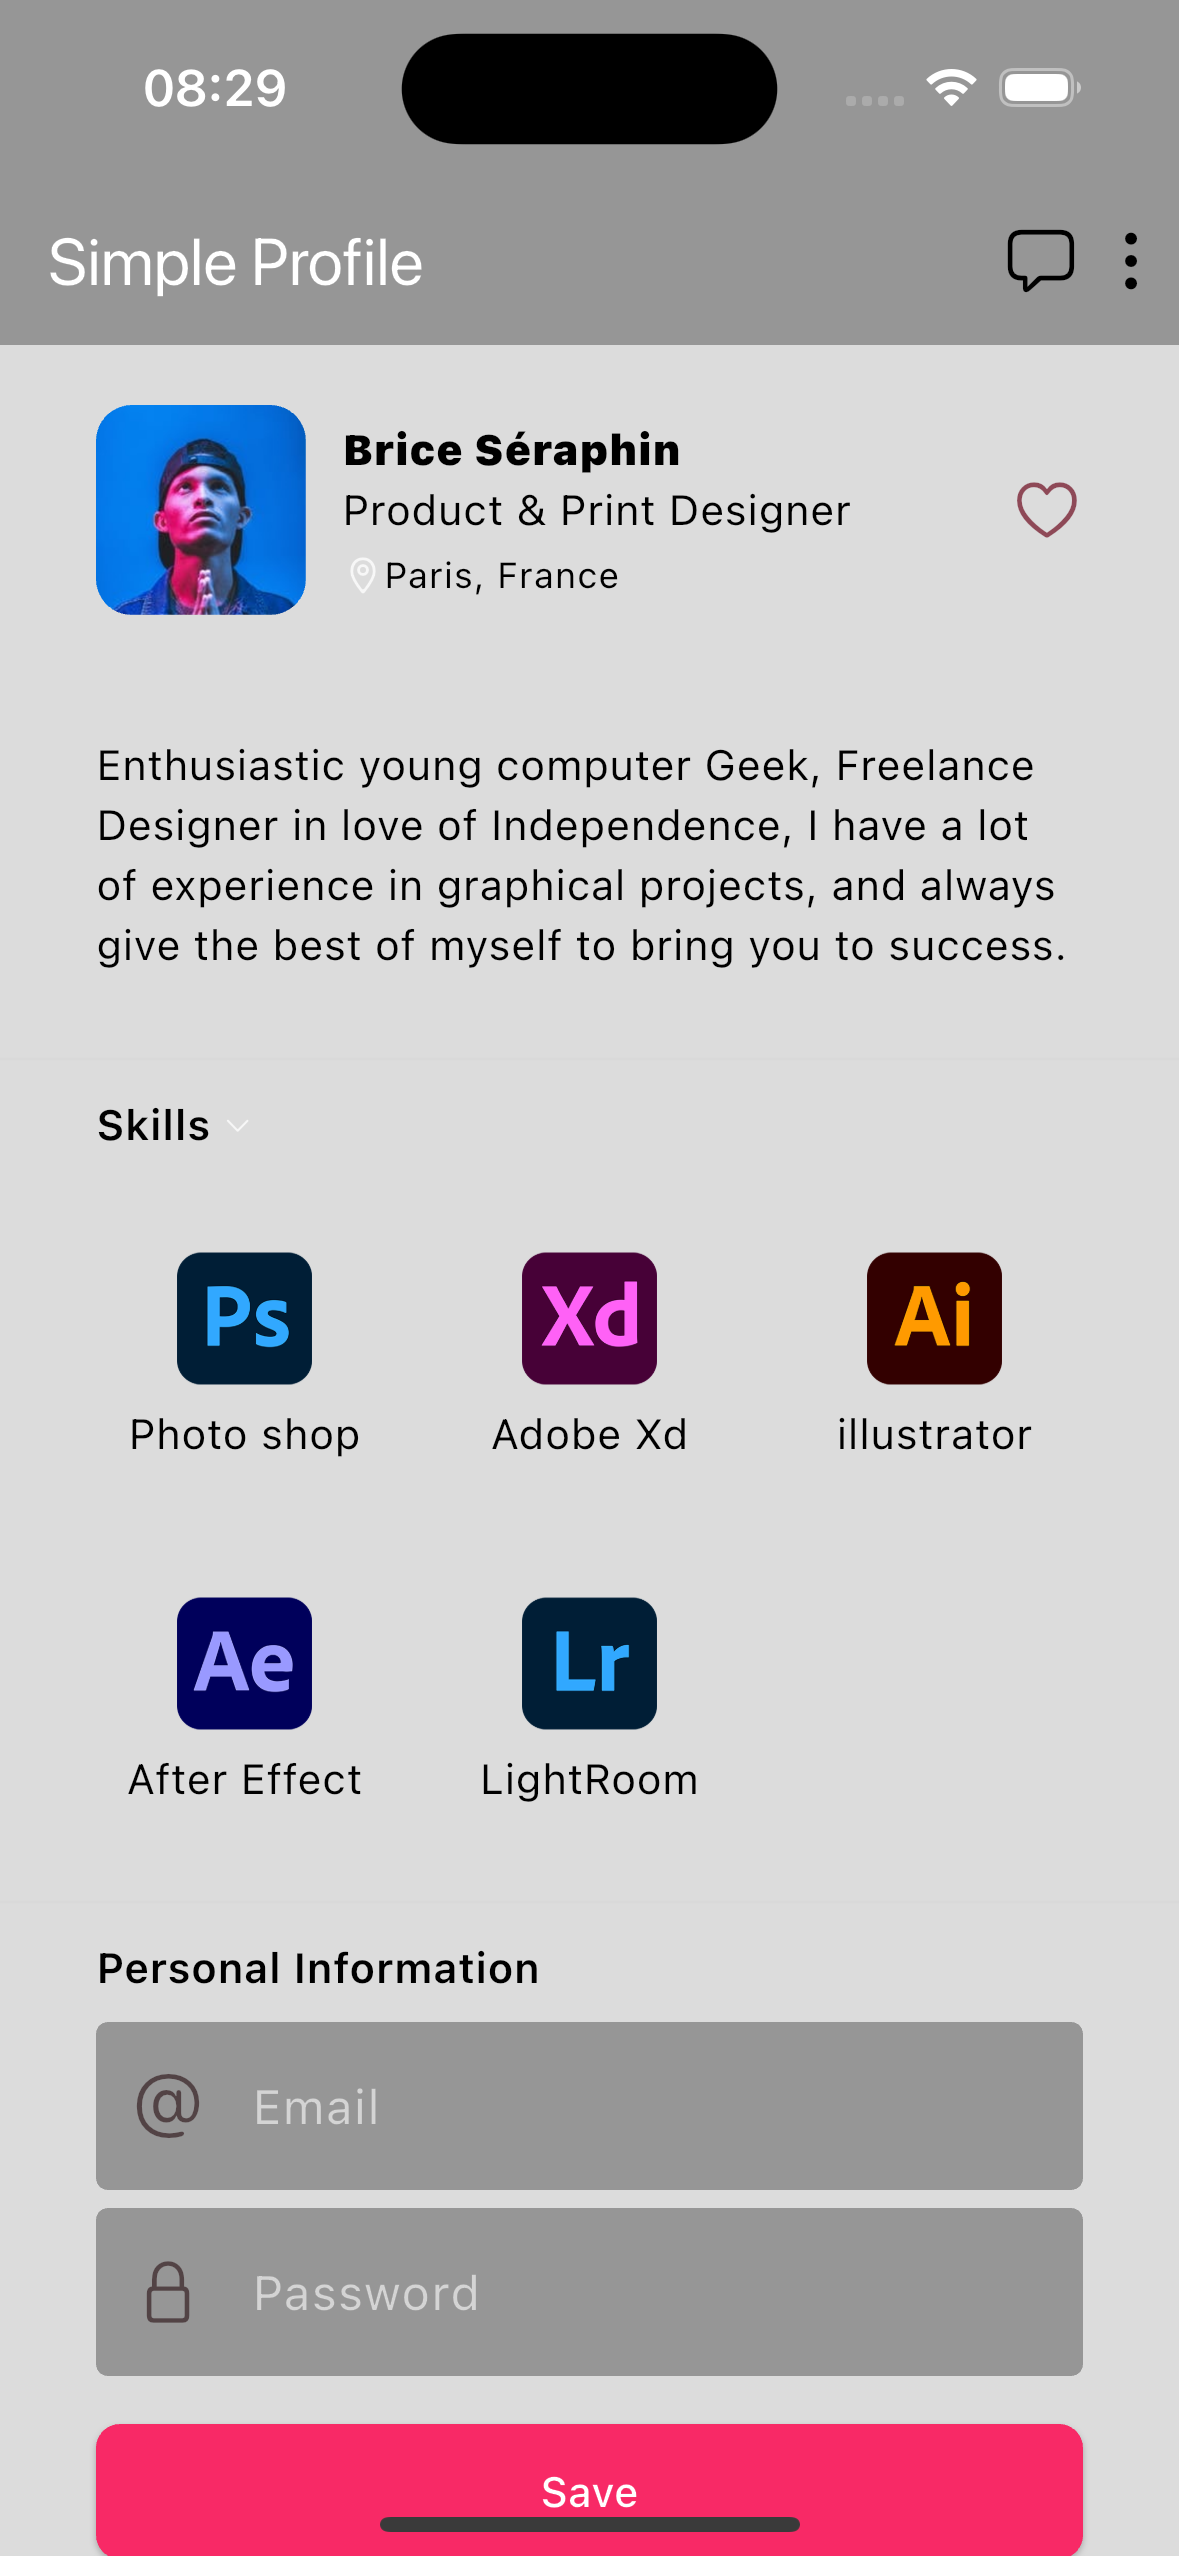 08:29
Simple Profile
Brice Séraphin
Product & Print Designer
Paris, France
Enthusiastic young computer Geek, Freelance
Designer in love of Independence, I have a lot
of experience in graphical projects, and always
give the best of myself to bring you to success.
Skills
Ps Xd Ai
Photo shop Adobe Xd illustrator
Ae Lr
After Effect LightRoom
Personal Information
@ Email
Password
Save